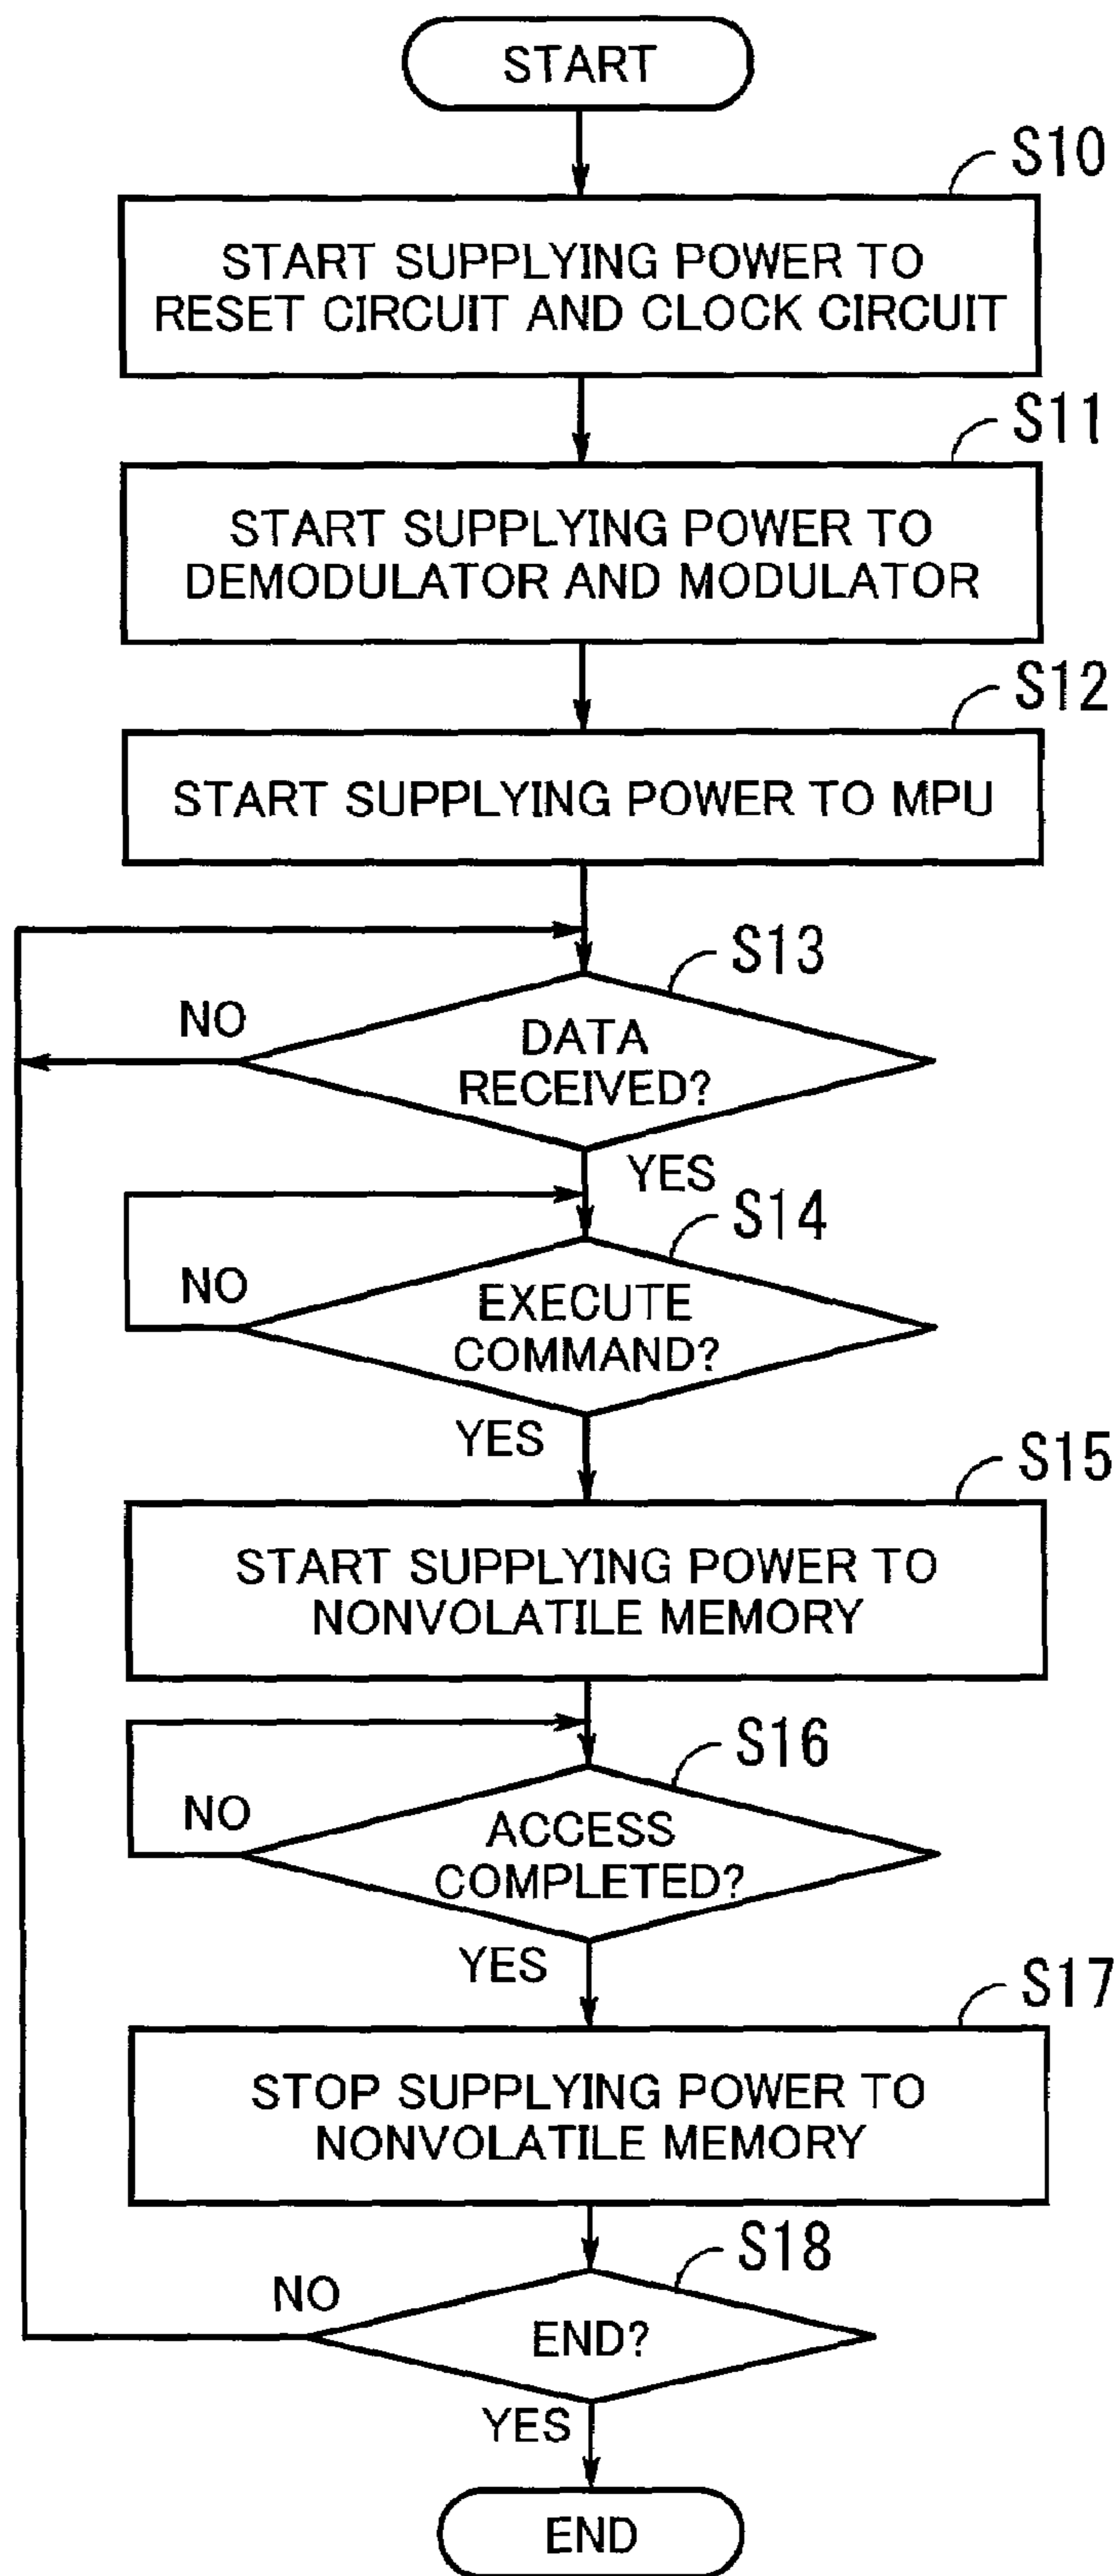 START
S10
START SUPPLYING POWER TO
RESET CIRCUIT AND CLOCK CIRCUIT
S11
START SUPPLYING POWER TO
DEMODULATOR AND MODULATOR
S12
START SUPPLYING POWER TO MPU
S13
NO
DATA
RECEIVED?
YES
S14
NO
EXECUTE
COMMAND?
YES
S15
START SUPPLYING POWER TO
NONVOLATILE MEMORY
S16
NO
ACCESS
COMPLETED?
YES
S17
STOP SUPPLYING POWER TO
NONVOLATILE MEMORY
S18
NO
END?
YES
END